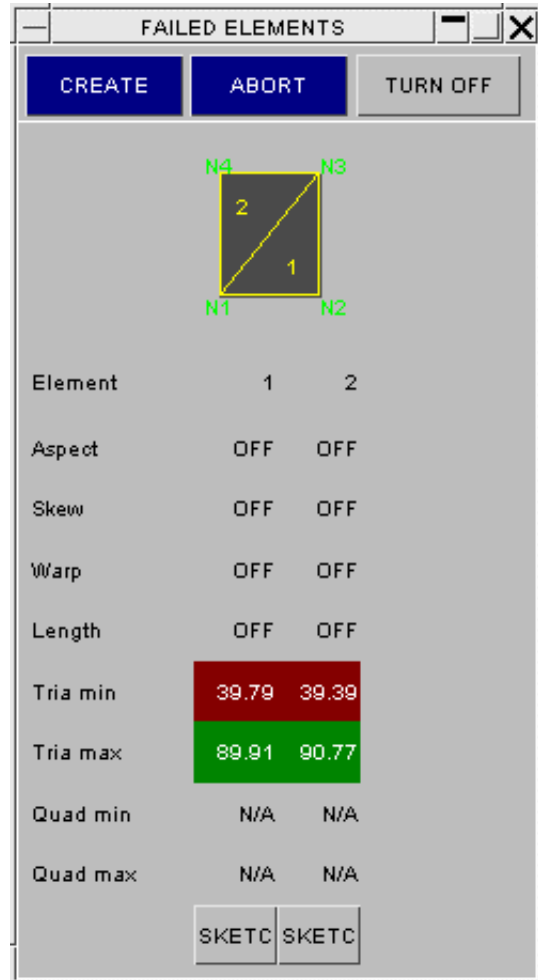 FAILED ELEMENTS
CREATE ABORT TURN OFF
N4 N3
2
1
N1 N2
Element 1 2
Aspect OFF OFF
Skew OFF OFF
Warp OFF OFF
Length OFF OFF
Tria min 39.79 39.39
Tria max 89.91 90.77
Quad min N/A N/A
Quad max N/A N/A
SKETC SKETC